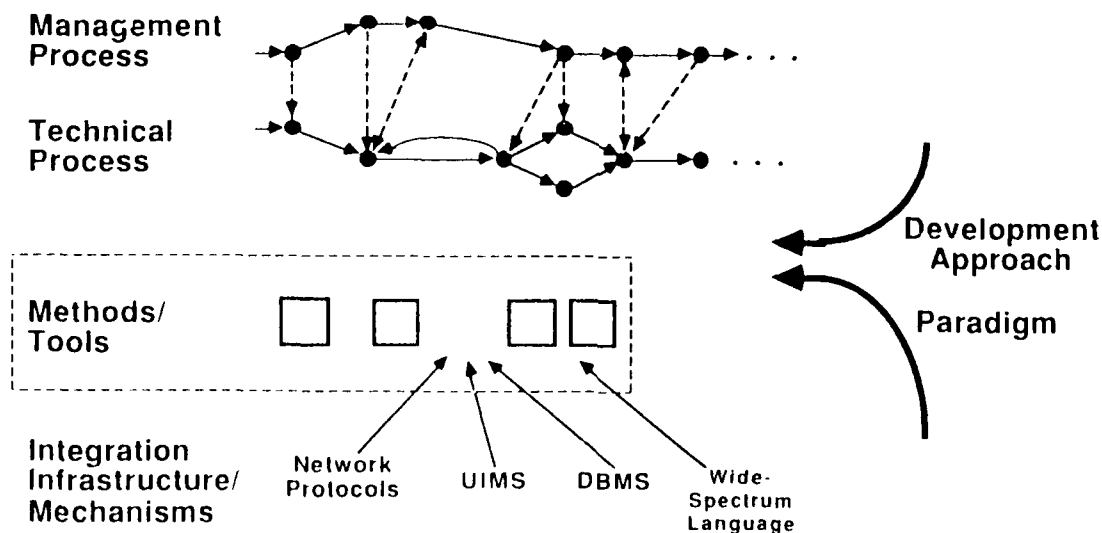 Management
Process
. . .
Technical
Process
. . .
Development
Approach
Paradigm
Methods/
Tools
Integration
Infrastructure/
Mechanisms
Network
Protocols
UIMS
DBMS
Wide-
Spectrum
Language